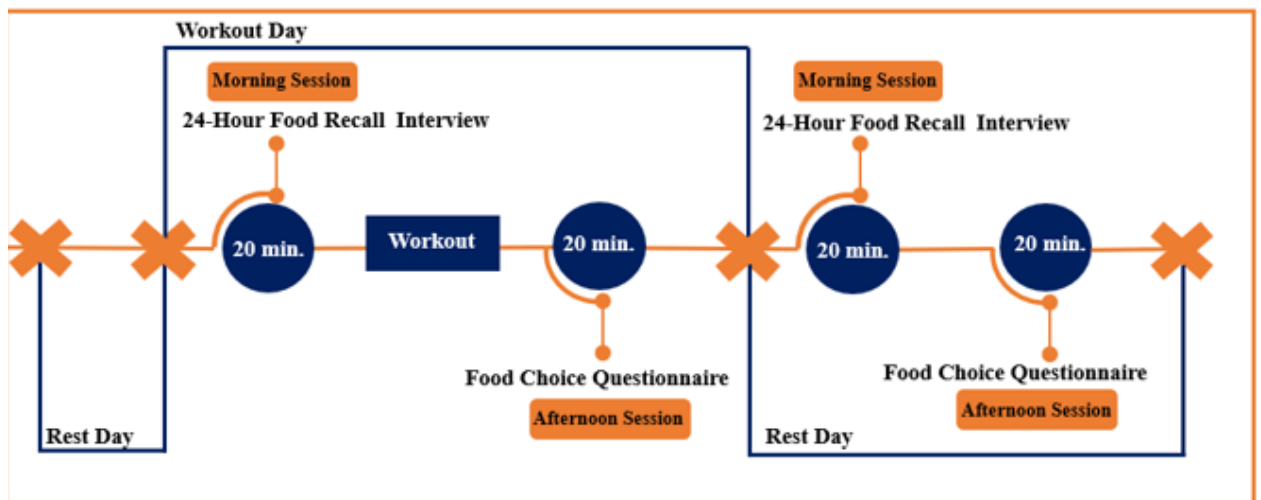 Workout Day
Morning Session
24-Hour Food Recall Interview
20 min.
Workout
20 min.
Food Choice Questionnaire
Afternoon Session
Rest Day
Morning Session
24-Hour Food Recall Interview
20 min.
20 min.
Food Choice Questionnaire
Afternoon Session
Rest Day